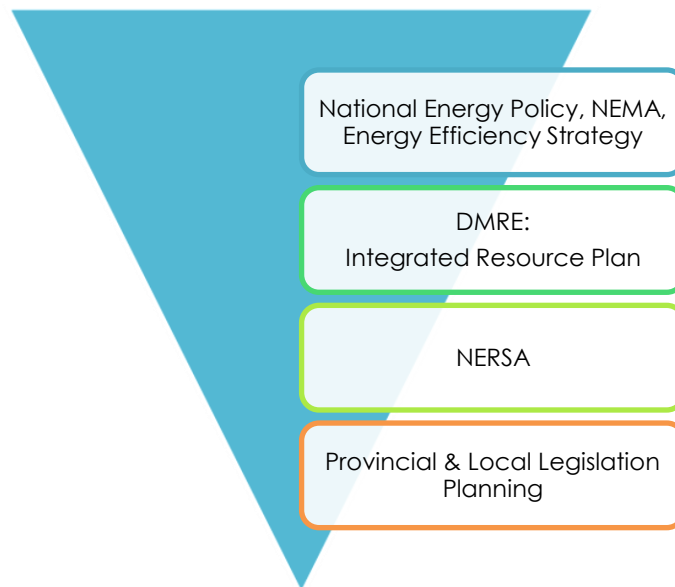 National Energy Policy, NEMA,
Energy Efficiency Strategy
DMRE:
Integrated Resource Plan
NERSA
Provincial & Local Legislation
Planning